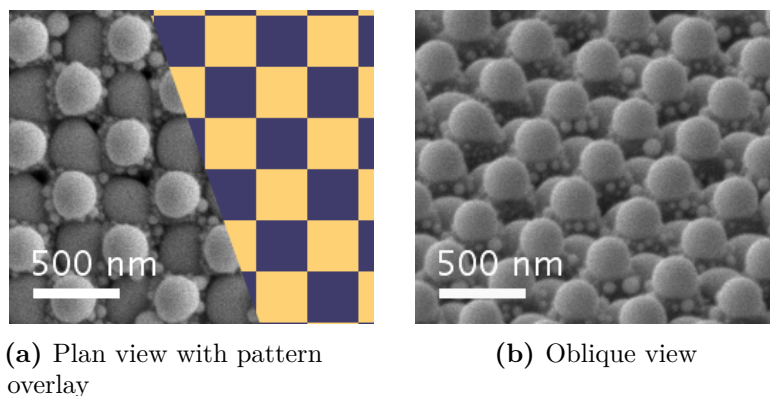 500 nm
500 nm
(a) Plan view with pattern
overlay
(b) Oblique view